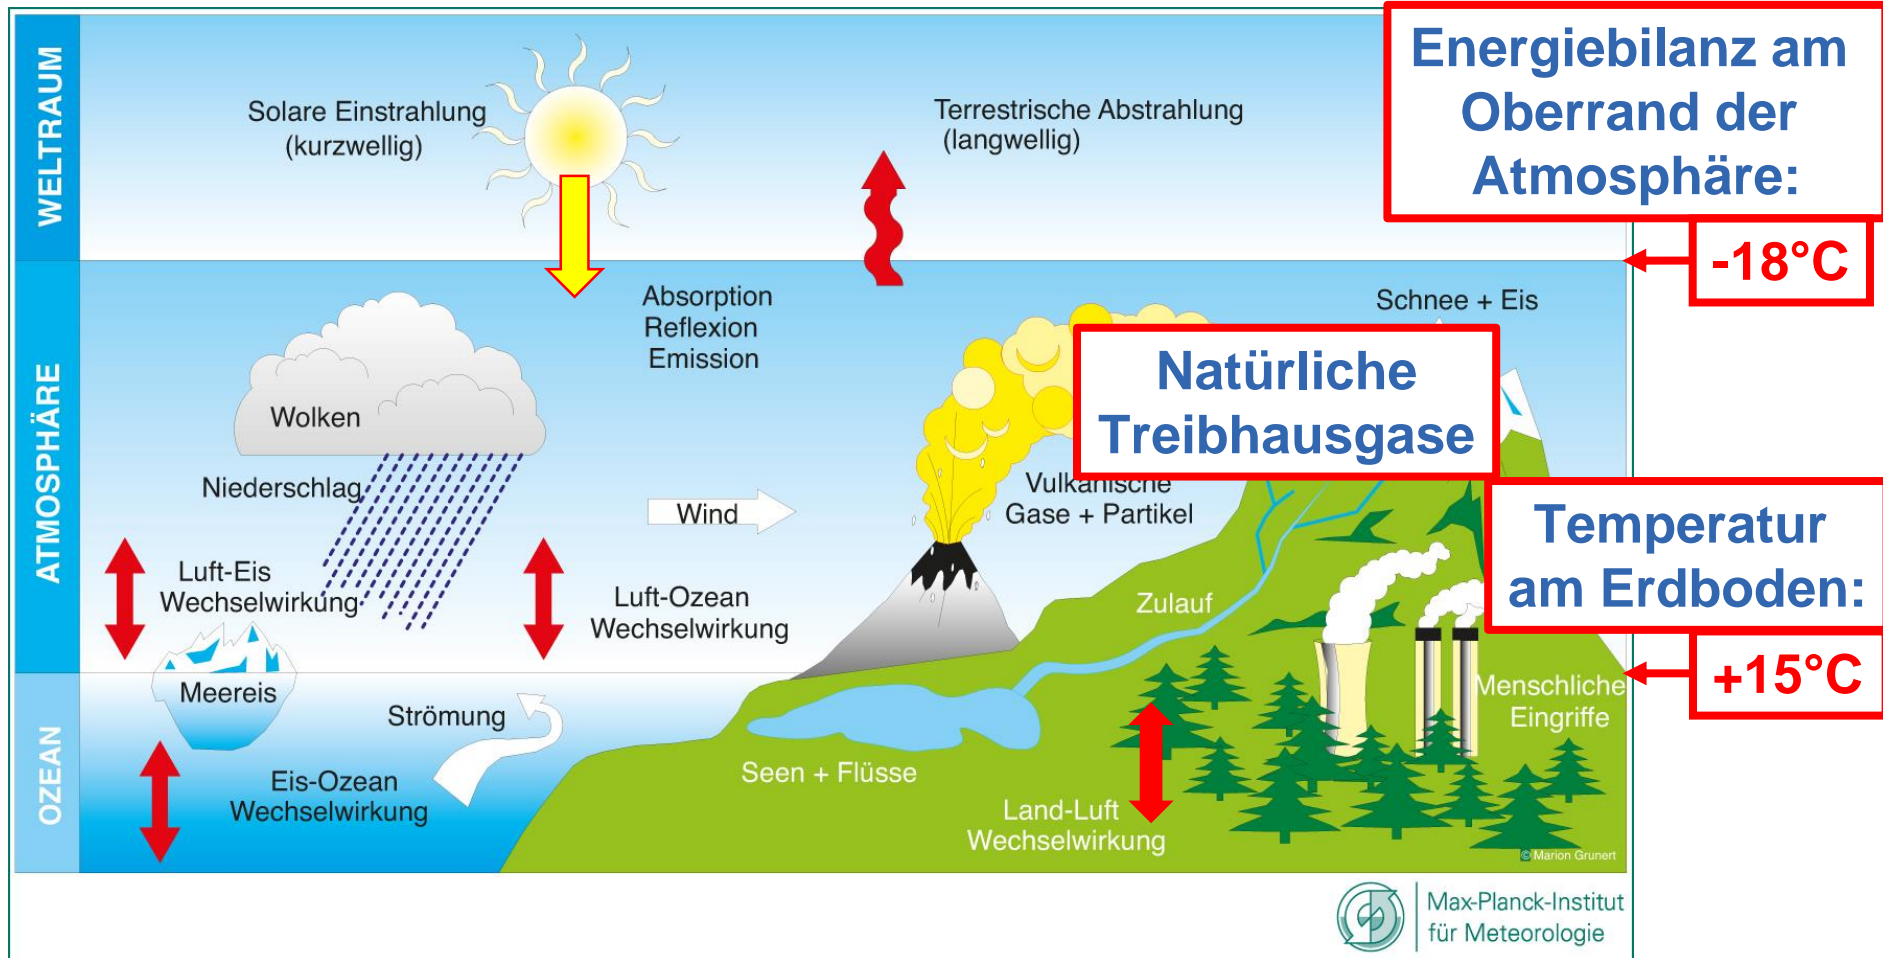 WELTRAUM
Solare Einstrahlung
(kurzwellig)
Terrestrische Abstrahlung
(langwellig)
Energiebilanz am
Oberrand der
Atmosphäre:
-18°C
ATMOSPHÄRE
Absorption
Reflexion
Emission
Schnee + Eis
Natürliche
Treibhausgase
Wolken
Niederschlag
Wind
Vulkanische
Gase + Partikel
Temperatur
am Erdboden:
+15°C
Luft-Eis
Wechselwirkung
Luft-Ozean
Wechselwirkung
Zulauf
Menschliche
Eingriffe
OZEAN
Meereis
Strömung
Eis-Ozean
Wechselwirkung
Seen + Flüsse
Land-Luft
Wechselwirkung
© Marion Grunert
Max-Planck-Institut
für Meteorologie